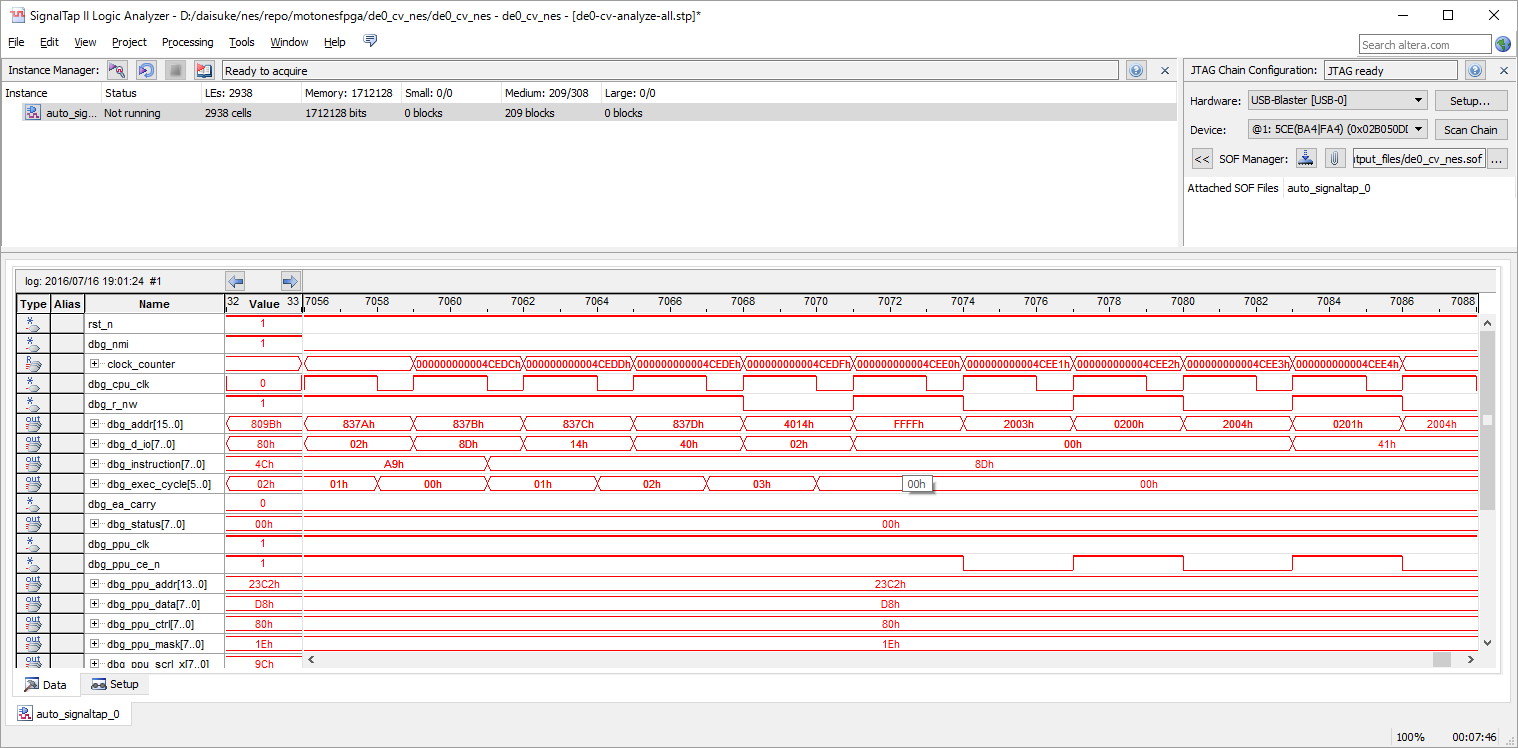 SignalTap II Logic Analyzer - D:/daisuke/nes/repo/motonesfpga/de0_cv_nes/de0_cv_nes - de0_cv_nes - [de0-cv-analyze-all.stp]*
File Edit View Project Processing Tools Window Help
Search altera.com
Instance Manager: Ready to acquire
Instance Status LEs: 2938 Memory: 1712128 Small: 0/0 Medium: 209/308 Large: 0/0
auto_sig... Not running 2938 cells 1712128 bits 0 blocks 209 blocks 0 blocks
JTAG Chain Configuration: JTAG ready
Hardware: USB-Blaster [USB-0] Setup...
Device: @1: 5CE(BA4|FA4) (0x02B050DD Scan Chain
<< SOF Manager: utput_files/de0_cv_nes.sof ...
Attached SOF Files auto_signaltap_0
log: 2016/07/16 19:01:24 #1
Type Alias Name 32 Value 33 7056 7058 7060 7062 7064 7066 7068 7070 7072 7074 7076 7078 7080 7082 7084 7086 7088
rst_n 1
dbg_nmi 1
clock_counter 000000000004CEDCh 000000000004CEDDh 000000000004CEDEh 000000000004CEDFh 000000000004CEE0h 000000000004CEE1h 000000000004CEE2h 000000000004CEE3h 000000000004CEE4h
dbg_cpu_clk 0
dbg_r_nw 1
dbg_addr[15..0] 809Bh 837Ah 837Bh 837Ch 837Dh 4014h FFFFh 2003h 0200h 2004h 0201h 2004h
dbg_d_io[7..0] 80h 02h 8Dh 14h 40h 02h 00h 41h
dbg_instruction[7..0] 4Ch A9h 8Dh
dbg_exec_cycle[5..0] 02h 01h 00h 01h 02h 03h 00h 00h
dbg_ea_carry 0
dbg_status[7..0] 00h 00h
dbg_ppu_clk 1
dbg_ppu_ce_n 1
dbg_ppu_addr[13..0] 23C2h 23C2h
dbg_ppu_data[7..0] D8h D8h
dbg_ppu_ctrl[7..0] 80h 80h
dbg_ppu_mask[7..0] 1Eh 1Eh
dbg_ppu_scrl_x[7..0] 9Ch
Data Setup
auto_signaltap_0
100% 00:07:46